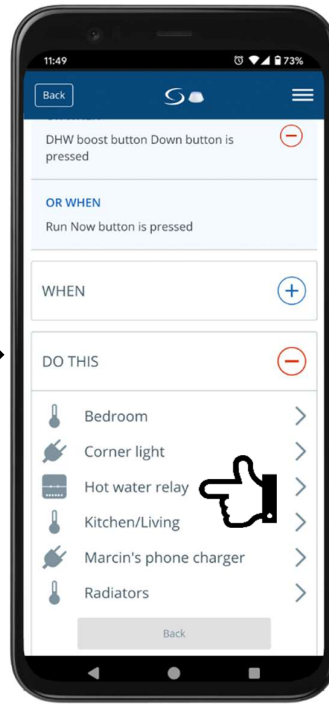 11:49
73%
Back
DHW boost button Down button is
pressed
OR WHEN
Run Now button is pressed
WHEN
DO THIS
Bedroom
Corner light
Hot water relay
Kitchen/Living
Marcin's phone charger
Radiators
Back